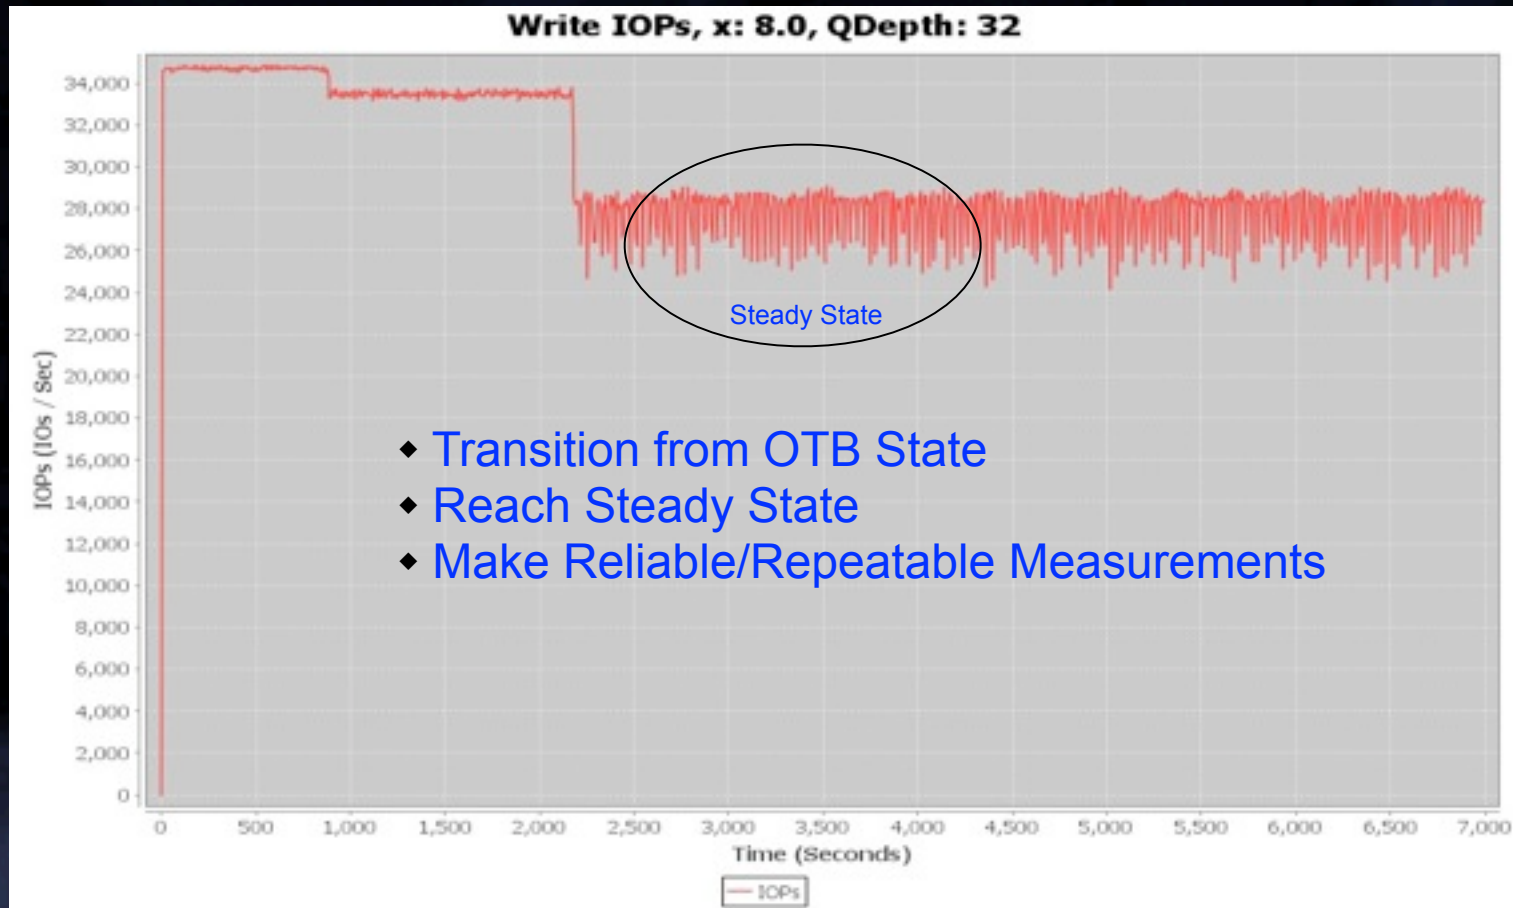 Write IOPs, x: 8.0, QDepth: 32
34,000
32,000
30,000
28,000
26,000
24,000
22,000
20,000
18,000
16,000
14,000
12,000
10,000
8,000
6,000
4,000
2,000
0
IOPs (IOs / Sec)
Steady State
◆ Transition from OTB State
◆ Reach Steady State
◆ Make Reliable/Repeatable Measurements
0 500 1,000 1,500 2,000 2,500 3,000 3,500 4,000 4,500 5,000 5,500 6,000 6,500 7,000
Time (Seconds)
IOPs